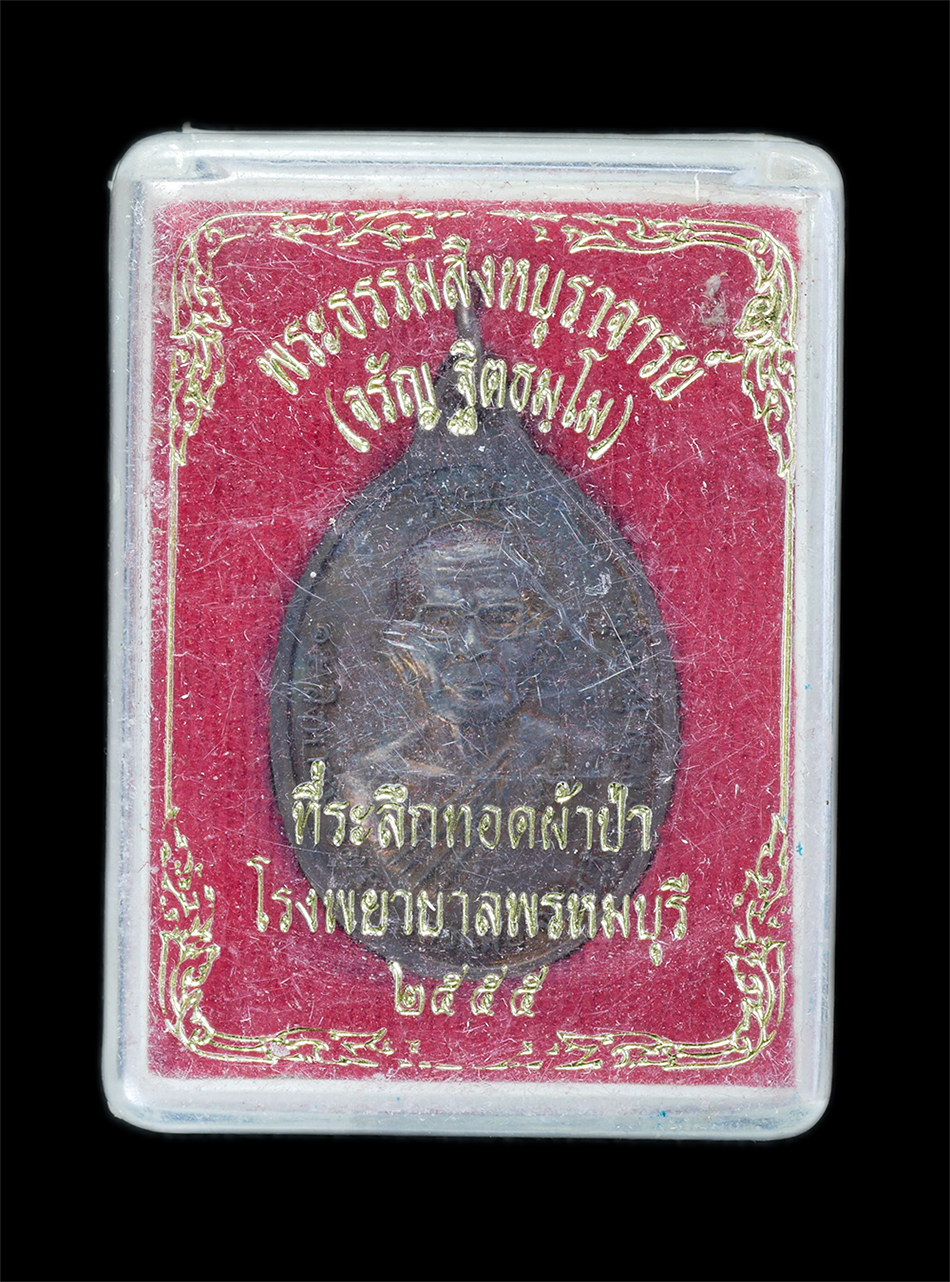 พระธรรมสิงหบุราจารย์
(จรัญ ฐิตธมฺโม)
ที่ระลึกทอดผ้าป่า
โรงพยาบาลพรหมบุรี
๒๕๕๕